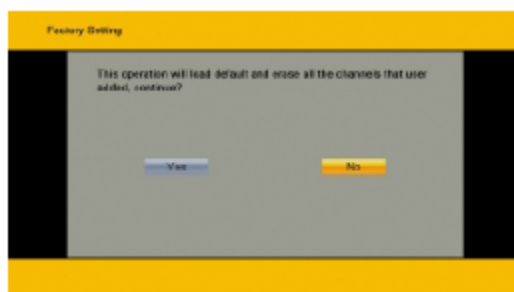 Factory Setting
This operation will load default and erase all the channels that user
added, continue?
Yes
No